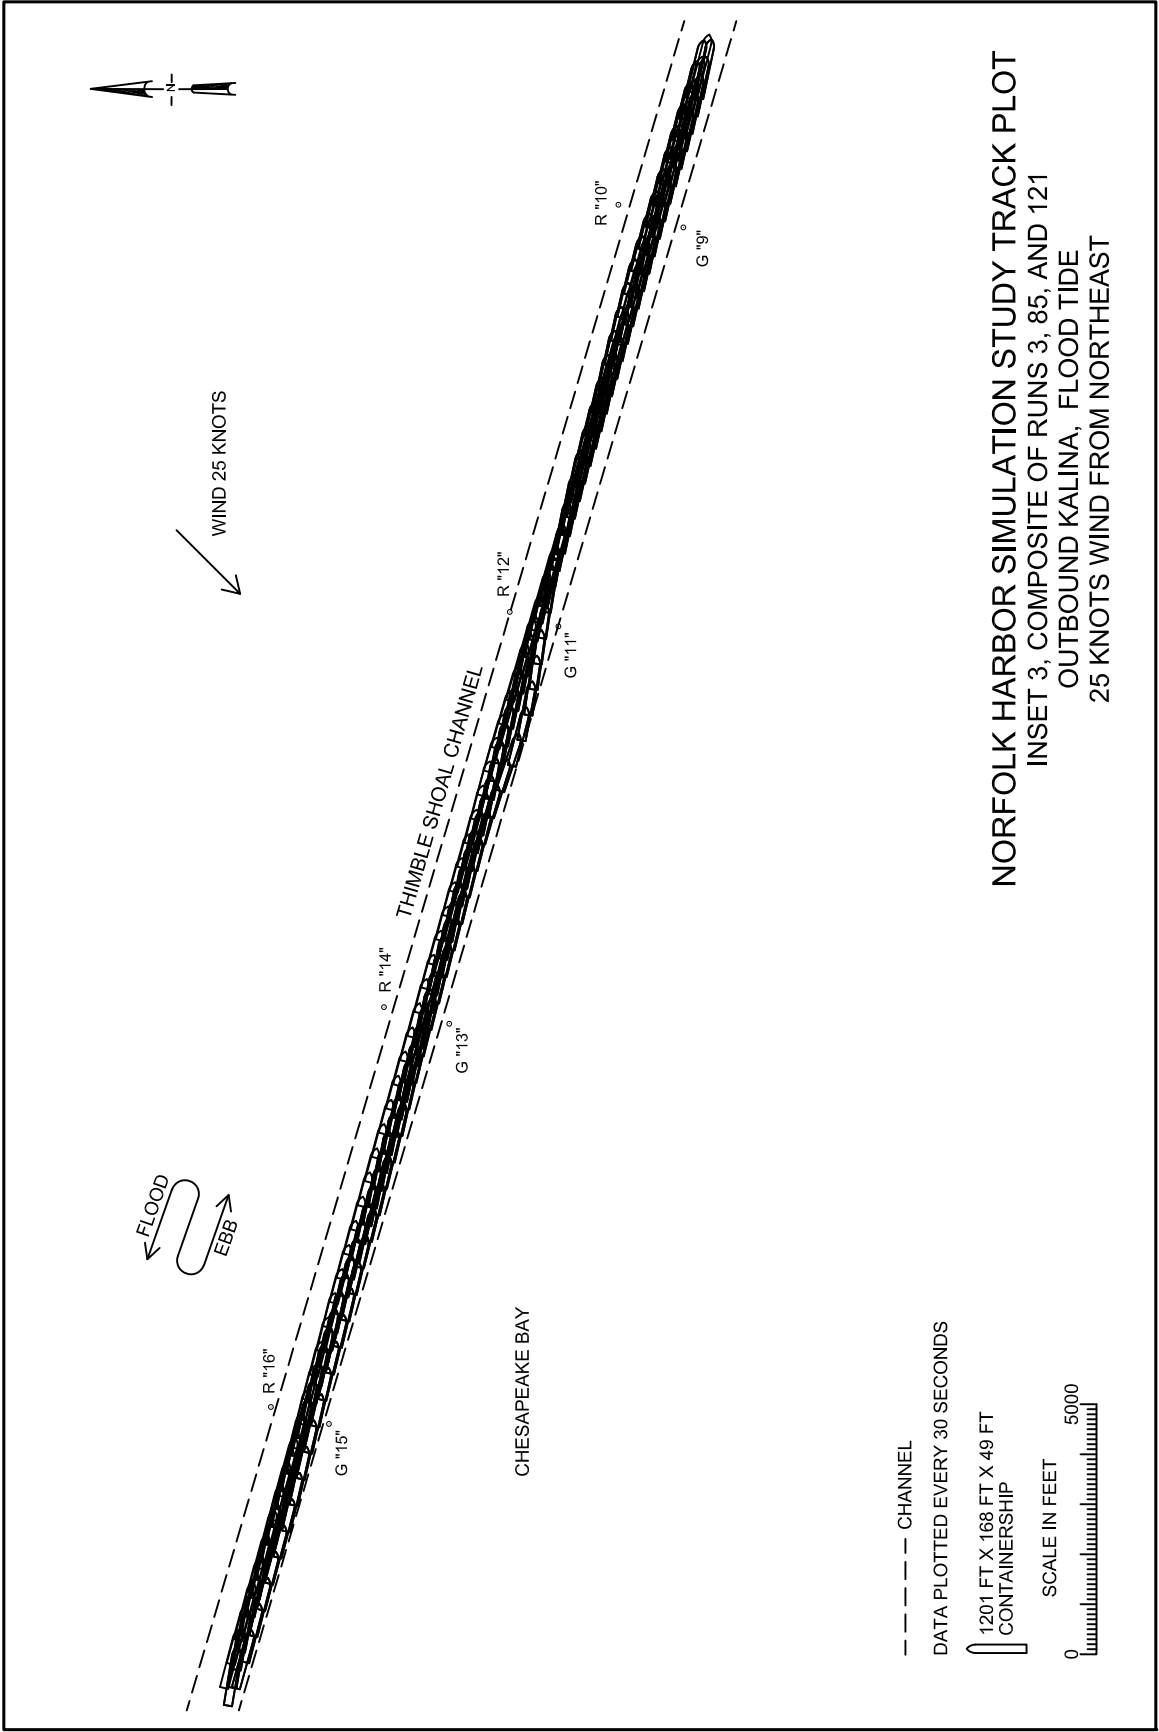 N
WIND 25 KNOTS
R "10"
G "9"
R "12"
G "11"
THIMBLE SHOAL CHANNEL
R "14"
G "13"
FLOOD
EBB
R "16"
G "15"
CHESAPEAKE BAY
CHANNEL
DATA PLOTTED EVERY 30 SECONDS
1201 FT X 168 FT X 49 FT
CONTAINERSHIP
SCALE IN FEET
0 5000
NORFOLK HARBOR SIMULATION STUDY TRACK PLOT
INSET 3, COMPOSITE OF RUNS 3, 85, AND 121
OUTBOUND KALINA, FLOOD TIDE
25 KNOTS WIND FROM NORTHEAST